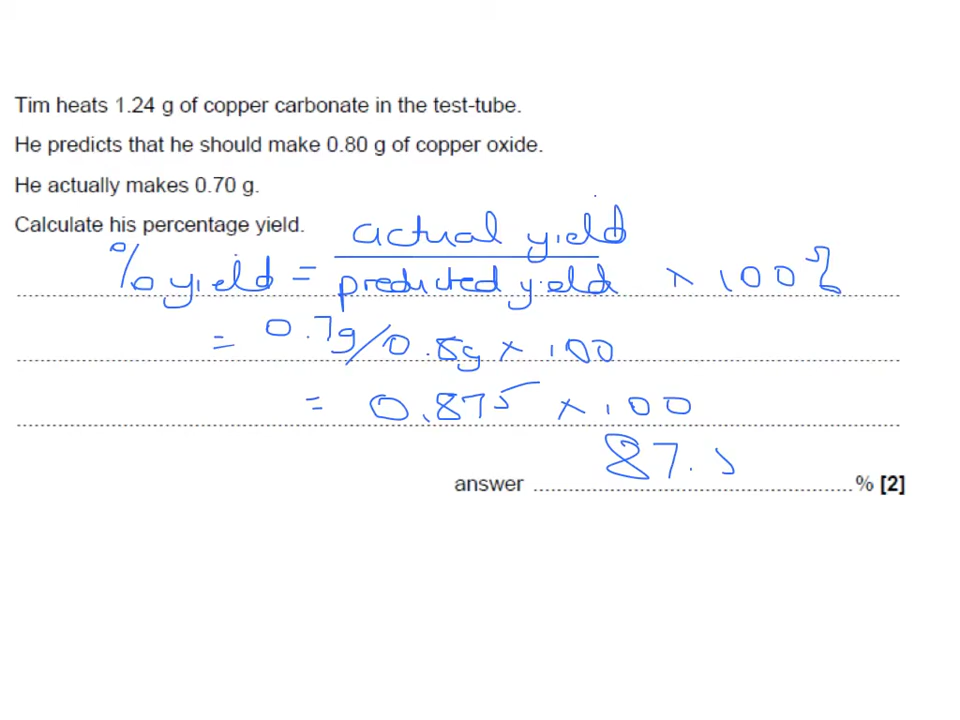 Tim heats 1.24 g of copper carbonate in the test-tube.
He predicts that he should make 0.80 g of copper oxide.
He actually makes 0.70 g.
Calculate his percentage yield.
% yield = actual yield / predicted yield × 100%
= 0.7g/0.8g × 100
= 0.875 × 100
87.5
answer % [2]